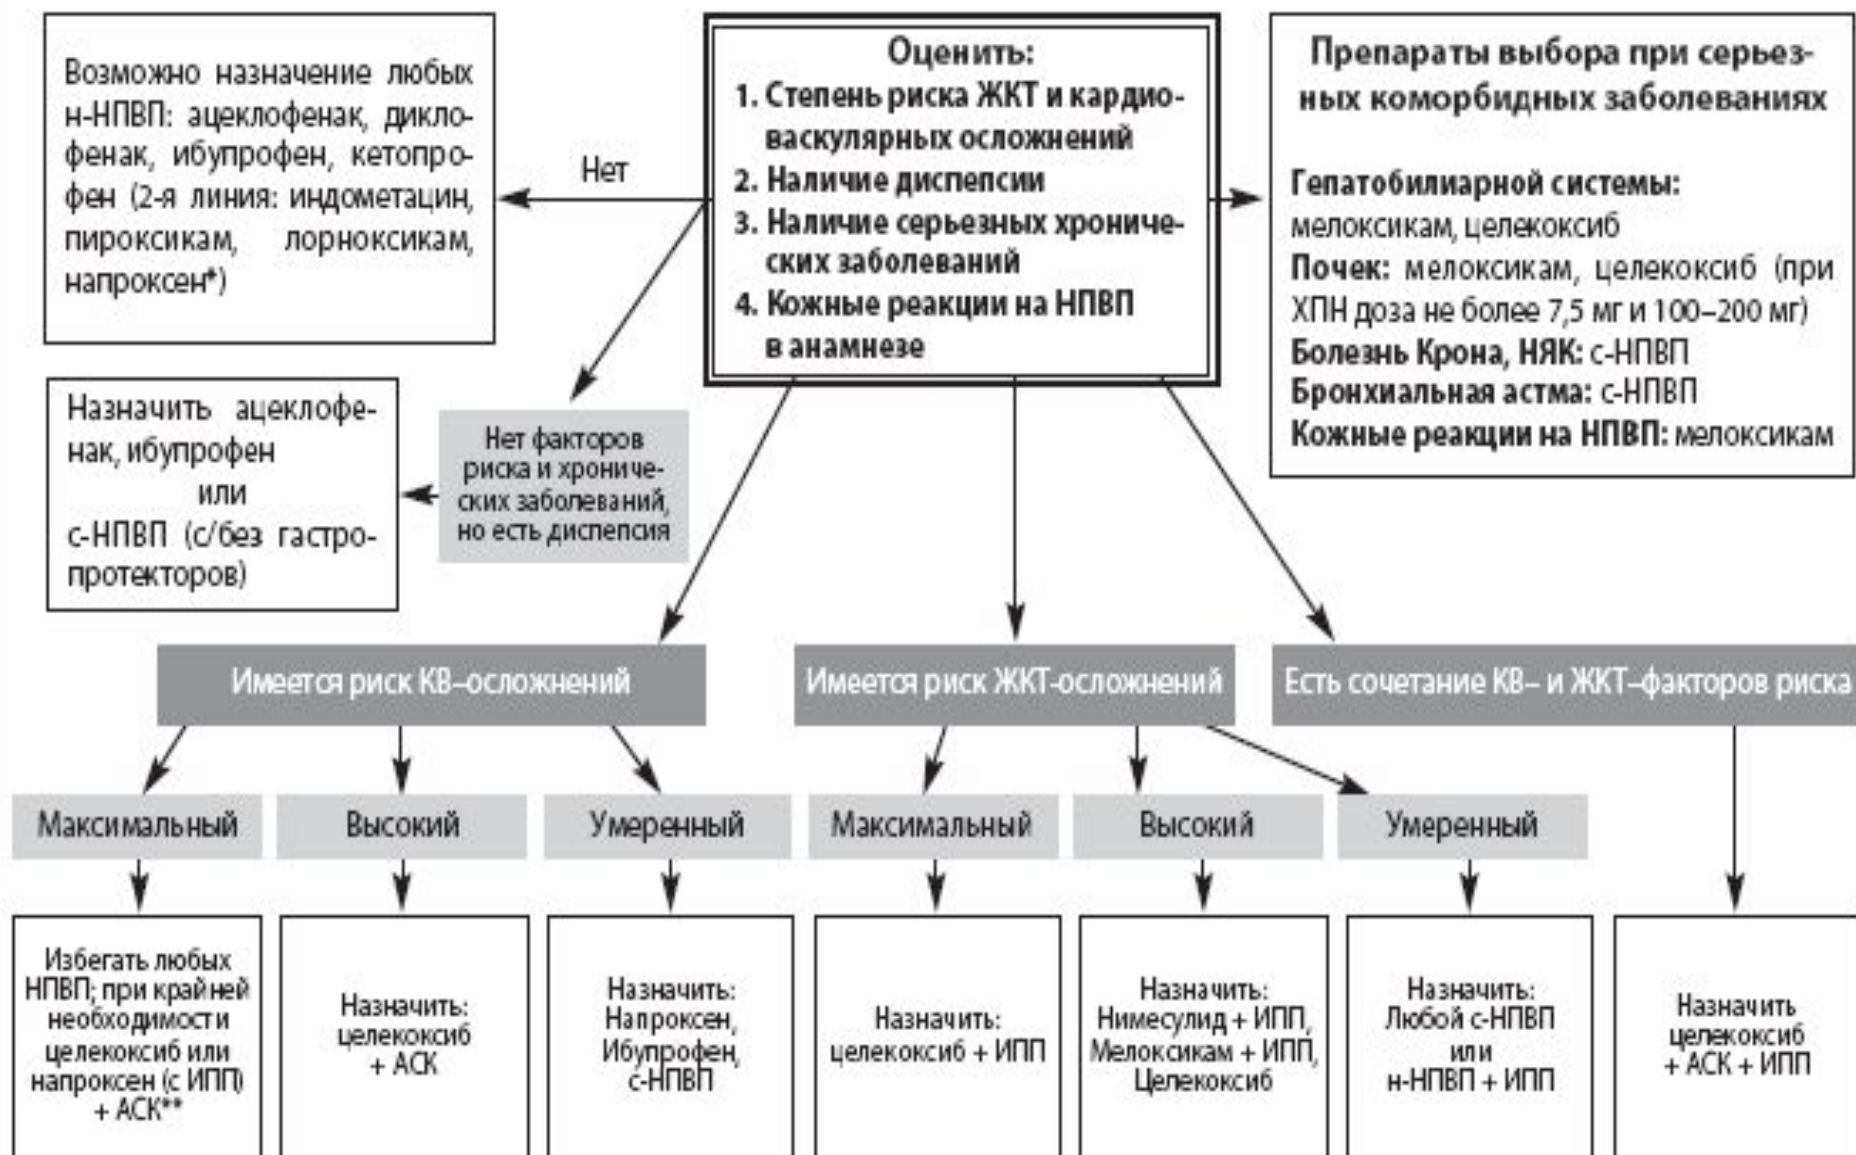 Возможно назначение любых
н-НПВП: ацеклофенак, дикло-
фенак, ибупрофен, кетопро-
фен (2-я линия: индометацин,
пироксикам, лорноксикам,
напроксен*)
Нет
Оценить:
1. Степень риска ЖКТ и кардио-
васкулярных осложнений
2. Наличие диспепсии
3. Наличие серьезных хрониче-
ских заболеваний
4. Кожные реакции на НПВП
в анамнезе
Препараты выбора при серьез-
ных коморбидных заболеваниях
Гепатобилиарной системы:
мелоксикам, целекоксиб
Почек: мелоксикам, целекоксиб (при
ХПН доза не более 7,5 мг и 100–200 мг)
Болезнь Крона, НЯК: с-НПВП
Бронхиальная астма: с-НПВП
Кожные реакции на НПВП: мелоксикам
Назначить ацеклофе-
нак, ибупрофен
или
с-НПВП (с/без гастро-
протекторов)
Нет факторов
риска и хрониче-
ских заболеваний,
но есть диспепсия
Имеется риск КВ–осложнений
Имеется риск ЖКТ-осложнений
Есть сочетание КВ– и ЖКТ–факторов риска
Максимальный
Высокий
Умеренный
Максимальный
Высокий
Умеренный
Избегать любых
НПВП; при крайней
необходимости
целекоксиб или
напроксен (с ИПП)
+ АСК**
Назначить:
целекоксиб
+ АСК
Назначить:
Напроксен,
Ибупрофен,
с-НПВП
Назначить:
целекоксиб + ИПП
Назначить:
Нимесулид + ИПП,
Мелоксикам + ИПП,
Целекоксиб
Назначить:
Любой с-НПВП
или
н-НПВП + ИПП
Назначить
целекоксиб
+ АСК + ИПП